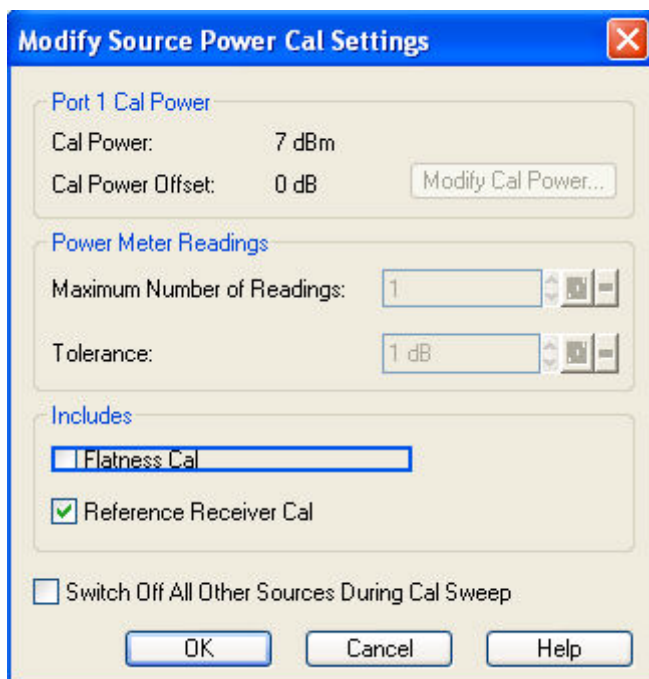 Modify Source Power Cal Settings
Port 1 Cal Power
Cal Power: 7 dBm
Cal Power Offset: 0 dB Modify Cal Power...
Power Meter Readings
Maximum Number of Readings: 1
Tolerance: 1 dB
Includes
Flatness Cal
Reference Receiver Cal
Switch Off All Other Sources During Cal Sweep
OK Cancel Help